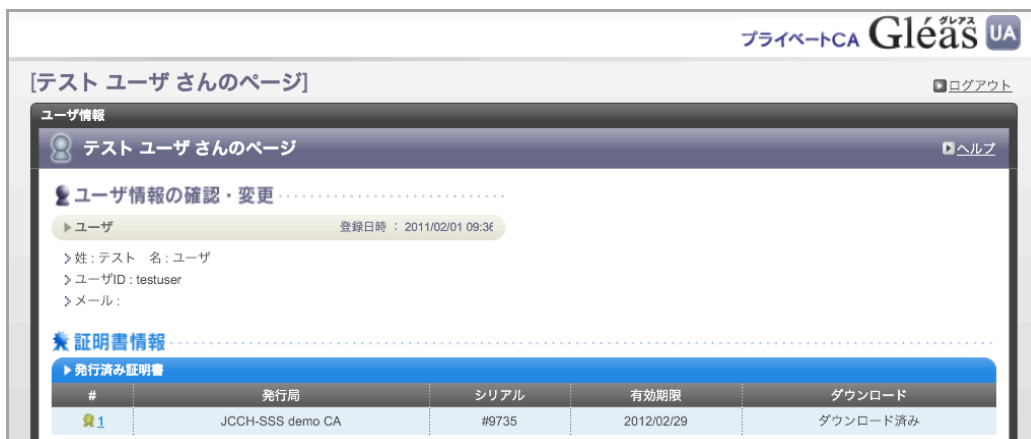 グレアス
プライベートCA Gléas UA
[テスト ユーザ さんのページ]
ログアウト
ユーザ情報
テスト ユーザ さんのページ
ヘルプ
ユーザ情報の確認・変更
ユーザ 登録日時 : 2011/02/01 09:36
姓 : テスト 名 : ユーザ
ユーザID : testuser
メール :
証明書情報
発行済み証明書
# 発行局 シリアル 有効期限 ダウンロード
1 JCCH-SSS demo CA #9735 2012/02/29 ダウンロード済み